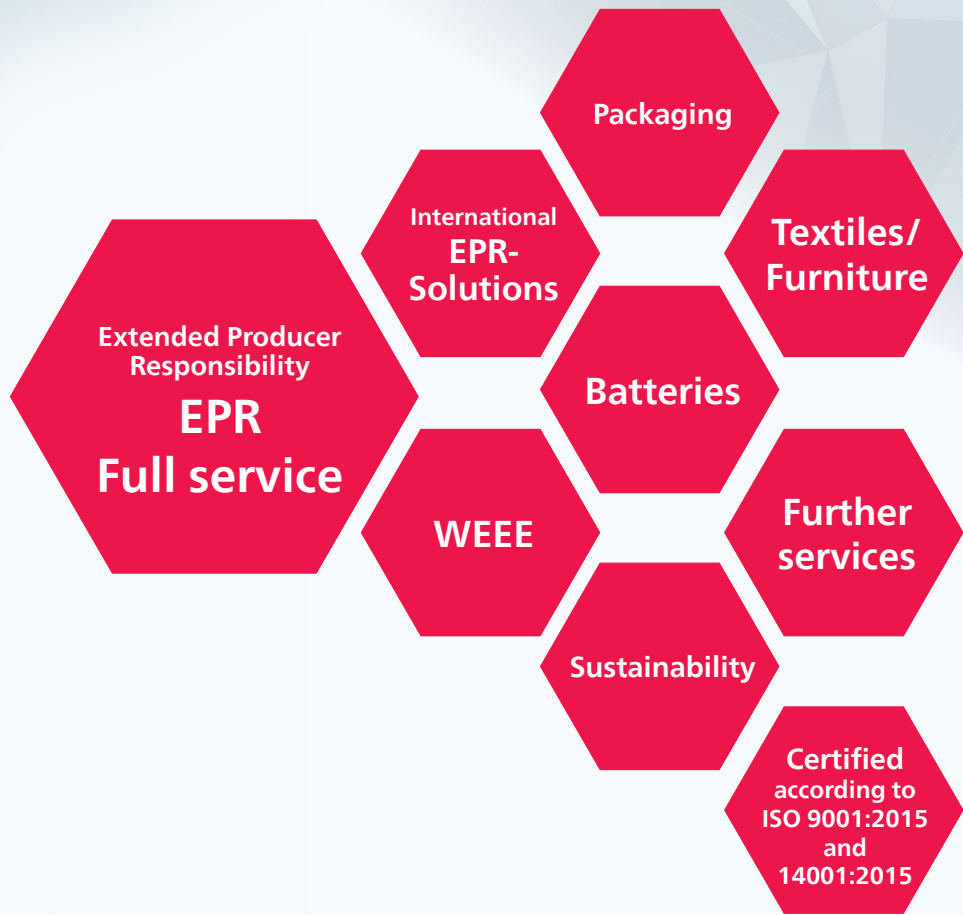 Packaging
International
EPR-
Solutions
Textiles/
Furniture
Extended Producer
Responsibility
EPR
Full service
Batteries
WEEE
Further
services
Sustainability
Certified
according to
ISO 9001:2015
and
14001:2015